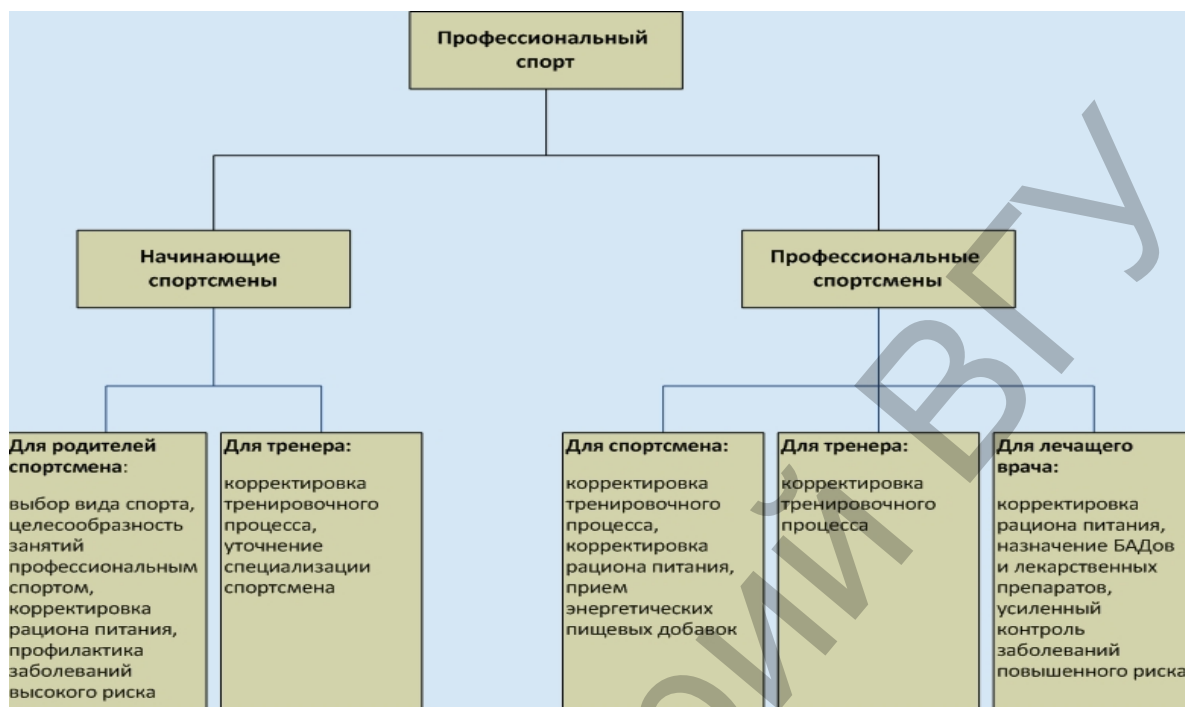 Профессиональный
спорт
Начинающие
спортсмены
Профессиональные
спортсмены
Для родителей
спортсмена:
выбор вида спорта,
целесообразность
занятий
профессиональным
спортом,
корректировка
рациона питания,
профилактика
заболеваний
высокого риска
Для тренера:
корректировка
тренировочного
процесса,
уточнение
специализации
спортсмена
Для спортсмена:
корректировка
тренировочного
процесса,
корректировка
рациона питания,
прием
энергетических
пищевых добавок
Для тренера:
корректировка
тренировочного
процесса
Для лечащего
врача:
корректировка
рациона питания,
назначение БАДов
и лекарственных
препаратов,
усиленный
контроль
заболеваний
повышенного риска
ВГУ